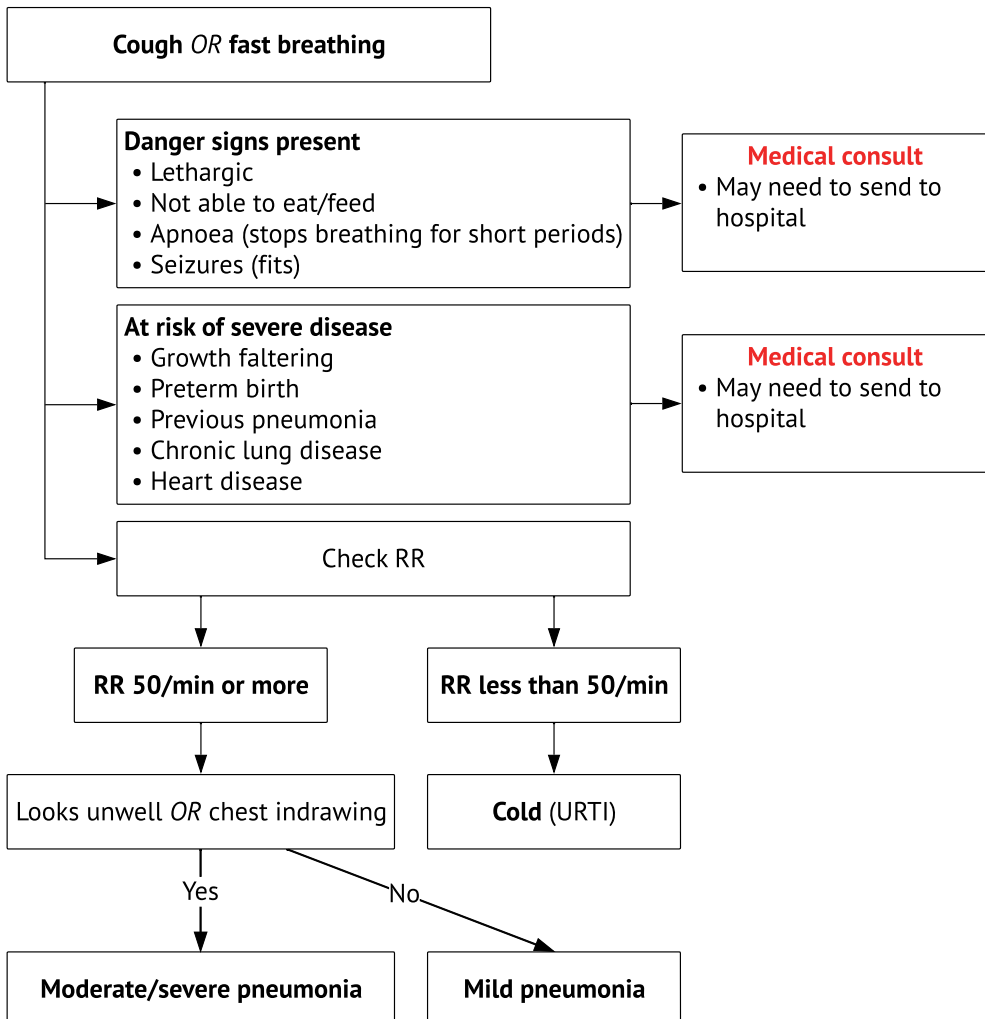 Cough OR fast breathing
Danger signs present
• Lethargic
• Not able to eat/feed
• Apnoea (stops breathing for short periods)
• Seizures (fits)
Medical consult
• May need to send to
hospital
At risk of severe disease
• Growth faltering
• Preterm birth
• Previous pneumonia
• Chronic lung disease
• Heart disease
Medical consult
• May need to send to
hospital
Check RR
RR 50/min or more
RR less than 50/min
Looks unwell OR chest indrawing
Cold (URTI)
Yes
No
Moderate/severe pneumonia
Mild pneumonia